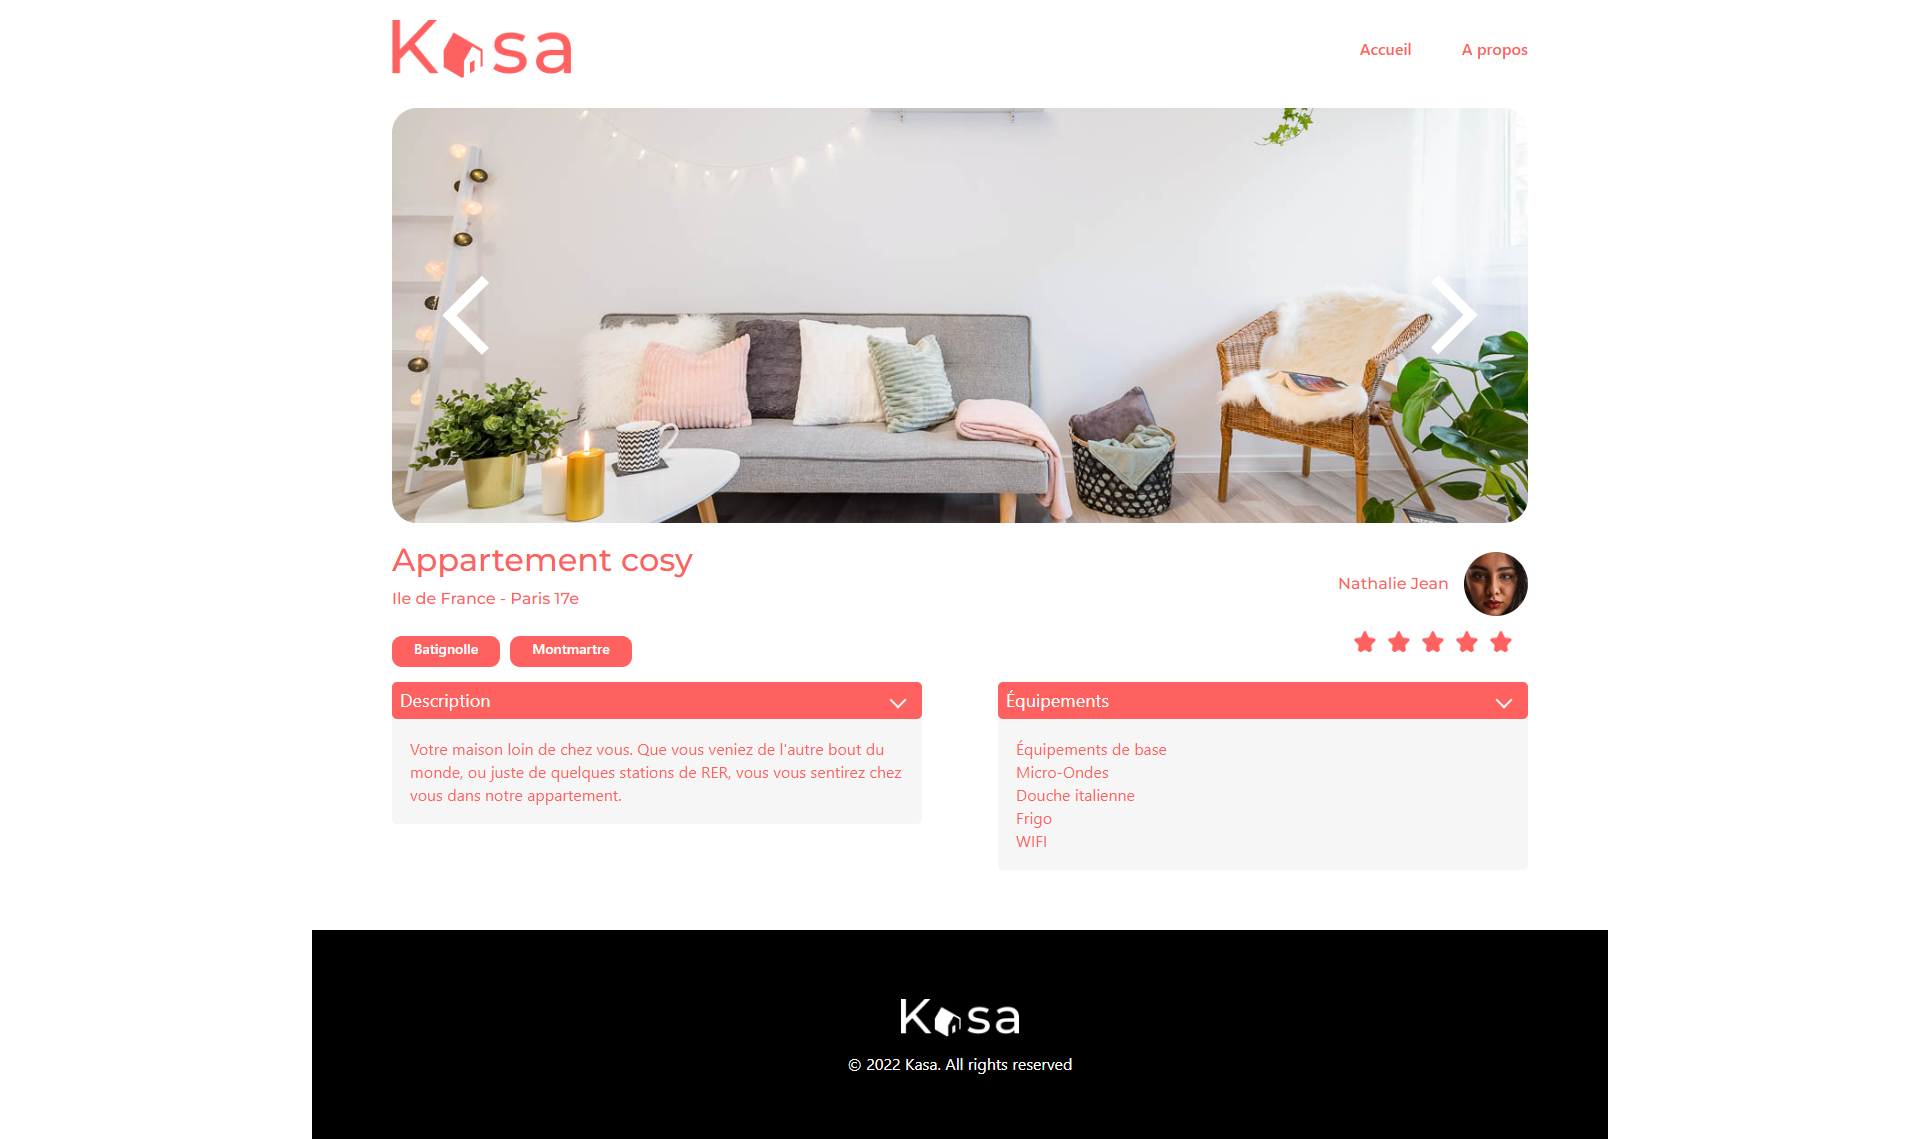 Kasa
Accueil
A propos
Appartement cosy
Ile de France - Paris 17e
Nathalie Jean
Batignolle
Montmartre
Description
Votre maison loin de chez vous. Que vous veniez de l'autre bout du
monde, ou juste de quelques stations de RER, vous vous sentirez chez
vous dans notre appartement.
Équipements
Équipements de base
Micro-Ondes
Douche italienne
Frigo
WIFI
Kasa
© 2022 Kasa. All rights reserved